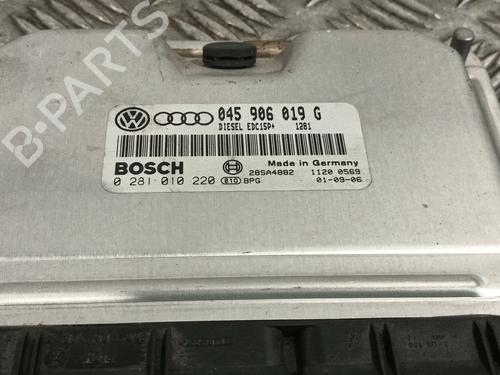 B-PARTS
045 906 019 G
DIESEL EDC15P+ 1281
BOSCH
Made in Germany
28SA4882 1120 0569
0 281 010 220 810 BPG 01-09-06